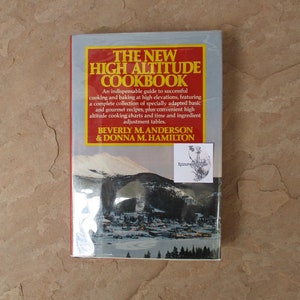 THE NEW
HIGH ALTITUDE
COOKBOOK
An indispensable guide to successful
cooking and baking at high elevations, featuring
a complete collection of specially adapted basic
and gourmet recipes, plus convenient high
altitude cooking charts and time and ingredient
adjustment tables.
BEVERLY M. ANDERSON
& DONNA M. HAMILTON